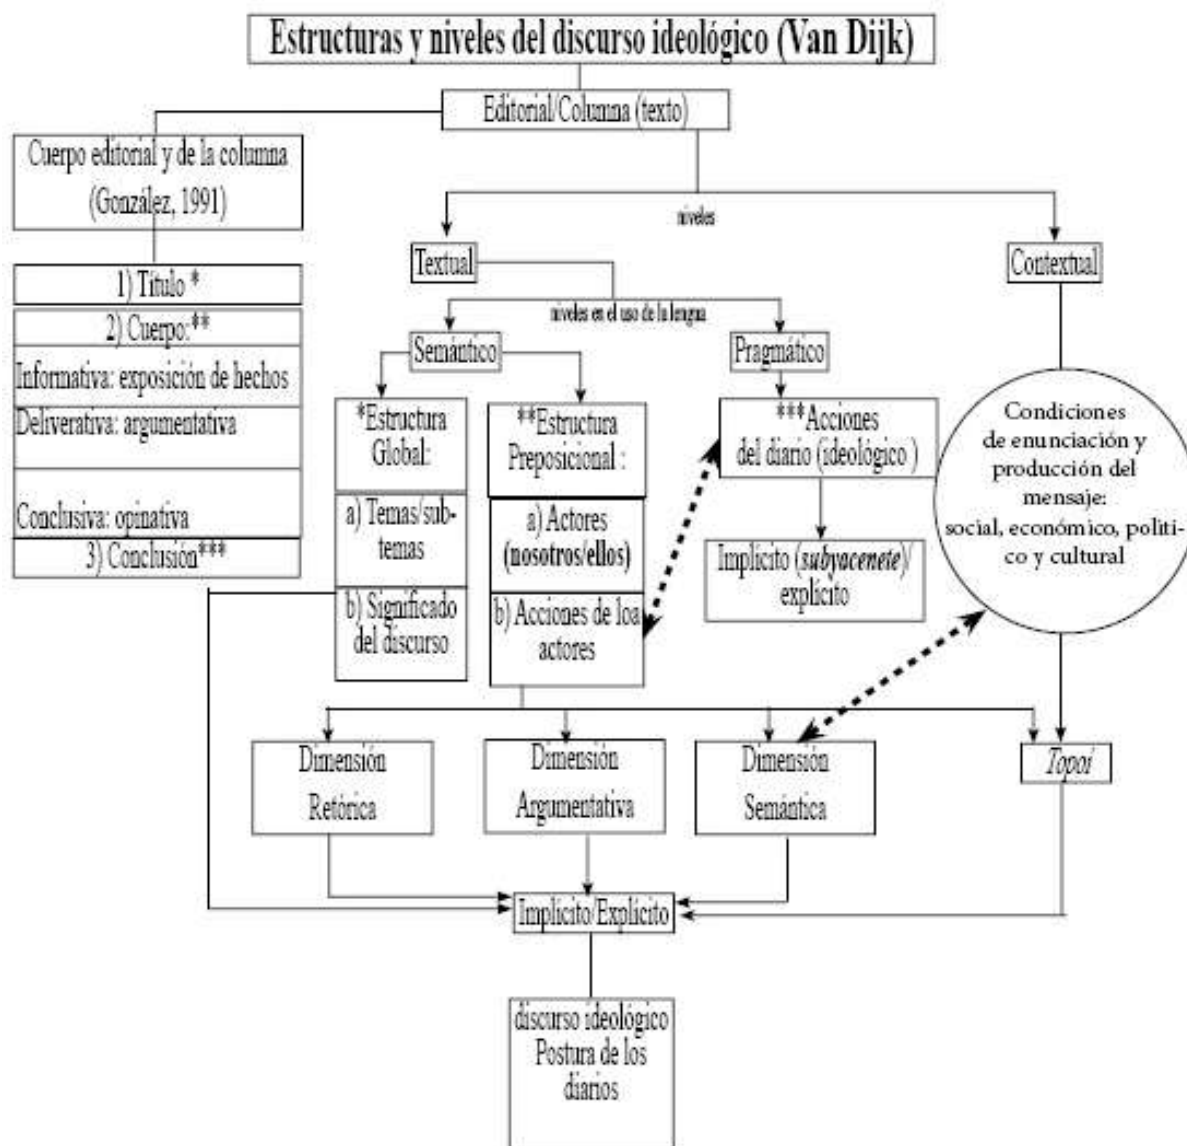 Estructuras y niveles del discurso ideológico (Van Dijk)
Editorial/Columna (texto)
Cuerpo editorial y de la columna
(González, 1991)
niveles
Textual
Contextual
1) Título *
2) Cuerpo:**
Informativa: exposición de hechos
Deliverativa: argumentativa
Conclusiva: opinativa
3) Conclusión***
niveles en el uso de la lengua
Semántico
Pragmático
*Estructura
Global:
a) Temas/sub-
temas
b) Significado
del discurso
**Estructura
Preposicional :
a) Actores
(nosotros/ellos)
b) Acciones de loa
actores
***Acciones
del diario (ideológico )
Implícito (subyacenete)/
explícito
Condiciones
de enunciación y
producción del
mensaje:
social, económico, políti-
co y cultural
Dimensión
Retórica
Dimensión
Argumentativa
Dimensión
Semántica
Topoí
Implícito/Explícito
discurso ideológico
Postura de los
diarios